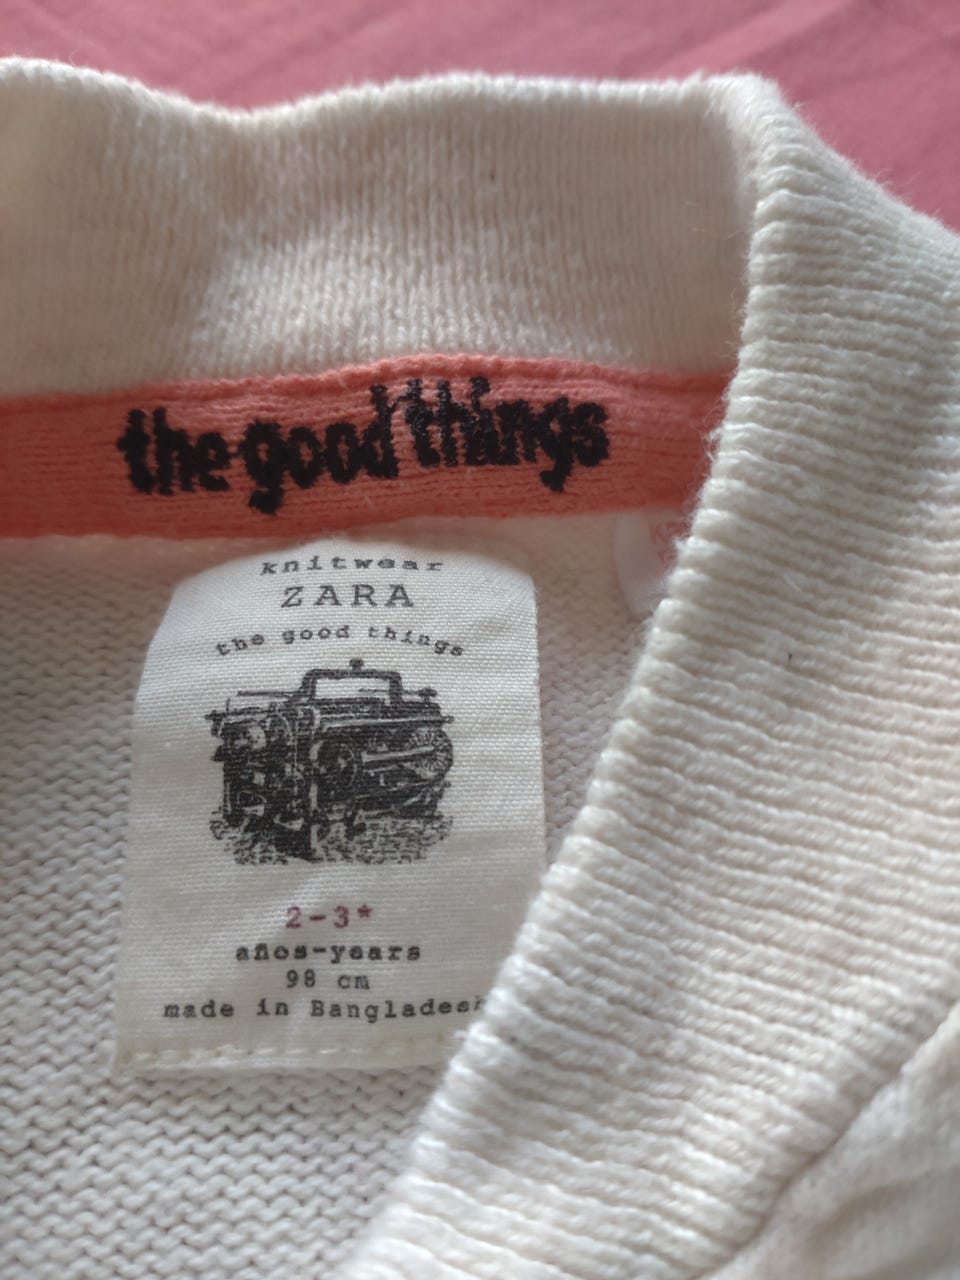 the good things
knitwear
ZARA
the good things
2-3*
años-years
98 cm
made in Bangladesh